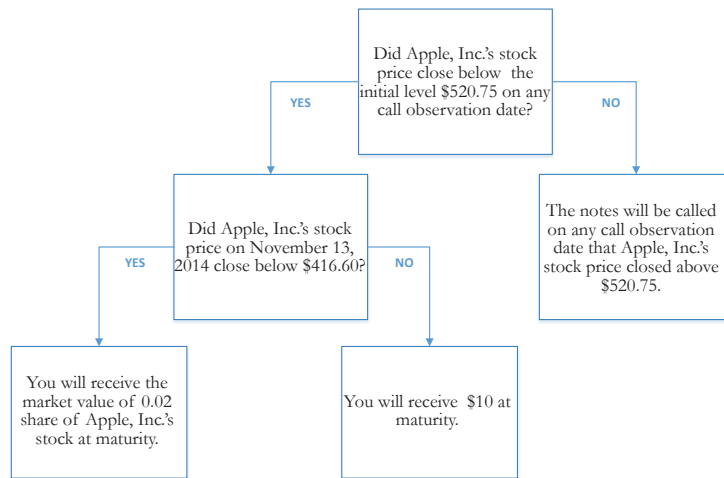 Did Apple, Inc.'s stock
price close below the
initial level $520.75 on any
call observation date?
YES
NO
Did Apple, Inc.'s stock
price on November 13,
2014 close below $416.60?
The notes will be called
on any call observation
date that Apple, Inc.'s
stock price closed above
$520.75.
YES
NO
You will receive the
market value of 0.02
share of Apple, Inc.'s
stock at maturity.
You will receive $10 at
maturity.